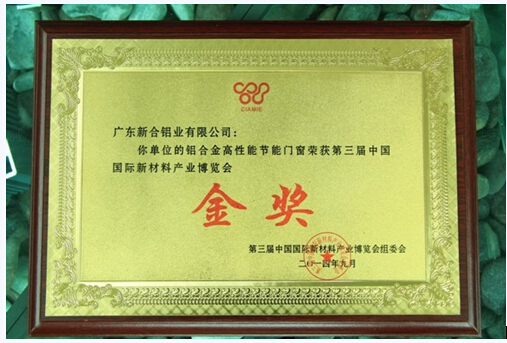 CIAMIE
广东新合铝业有限公司:
你单位的铝合金高性能节能门窗荣获第三届中国
国际新材料产业博览会
金奖
第三届中国国际新材料产业博览会组委会
二〇一四年九月